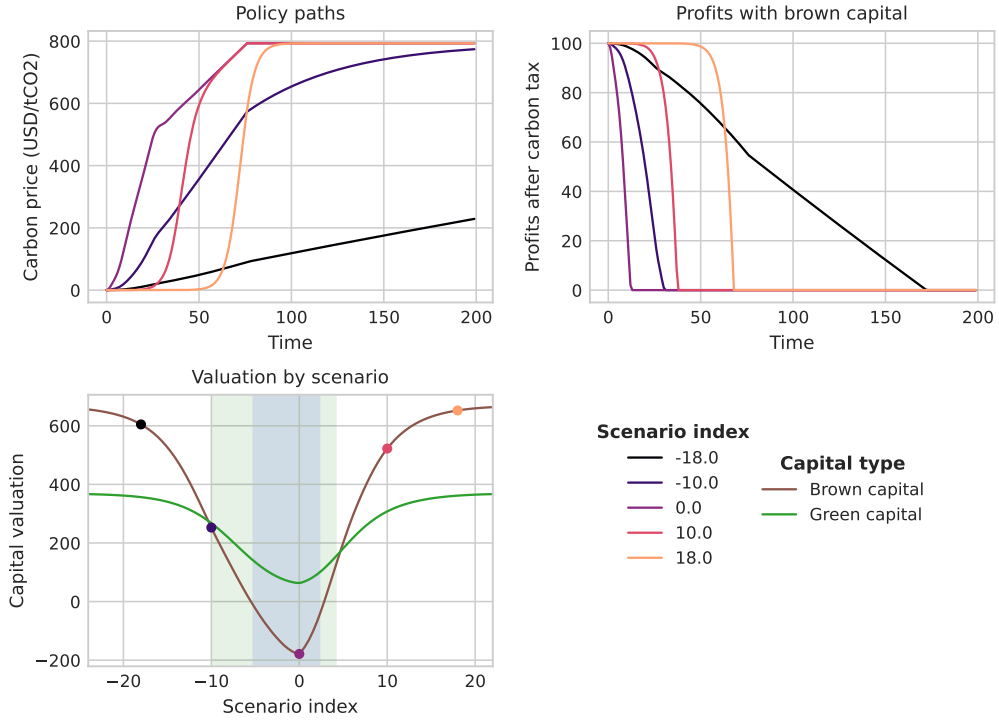 Policy paths
Carbon price (USD/tCO2)
800
600
400
200
0
0 50 100 150 200
Time
Profits with brown capital
Profits after carbon tax
100
80
60
40
20
0
0 50 100 150 200
Time
Valuation by scenario
Capital valuation
600
400
200
0
−200
−20 −10 0 10 20
Scenario index
Scenario index
-18.0
-10.0
0.0
10.0
18.0
Capital type
Brown capital
Green capital